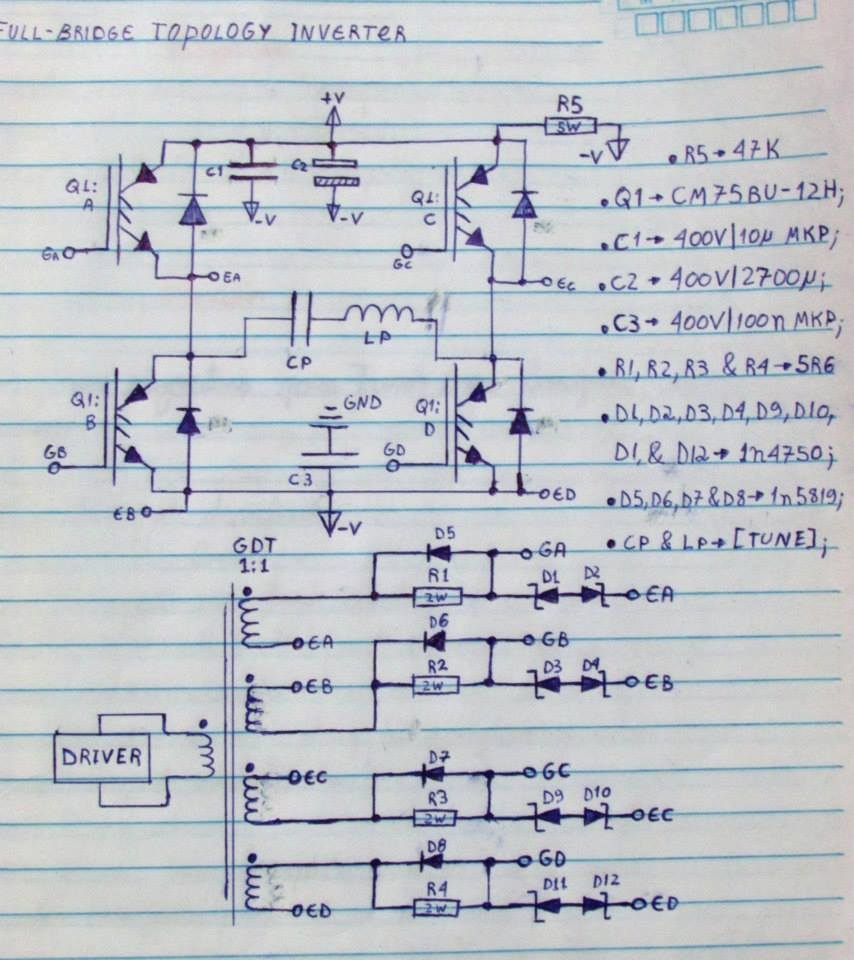 FULL-BRIDGE TOPOLOGY INVERTER
+V
R5
5W
-V
C1
C2
-V
-V
Q1:
A
GA
EA
Q1:
C
GC
EC
CP
LP
Q1:
B
GB
EB
GND
C3
-V
Q1:
D
GD
ED
• R5→ 47K
• Q1→ CM75BU-12H;
• C1→ 400V|10µ MKP;
• C2→ 400V|2700µ;
• C3→ 400V|100n MKP;
• R1, R2, R3 & R4→5R6
• D1, D2, D3, D4, D9, D10,
D1, & D12→ 1n4750;
• D5, D6, D7 & D8→ 1n5819;
• CP & LP→ [TUNE];
GDT
1:1
DRIVER
D5
GA
R1
2W
D1
D2
EA
EA
D6
GB
R2
2W
D3
D4
EB
EB
D7
GC
EC
R3
2W
D9
D10
EC
D8
GD
R4
2W
D11
D12
ED
ED